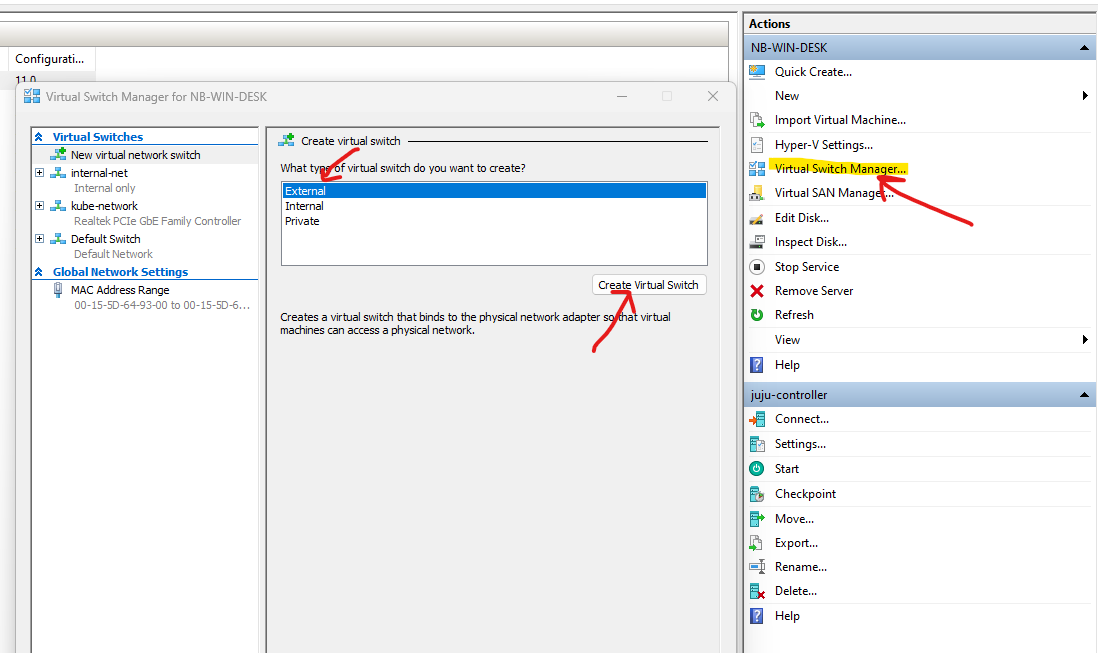 Configurati...
11.0
Virtual Switch Manager for NB-WIN-DESK
Virtual Switches
New virtual network switch
internal-net
Internal only
kube-network
Realtek PCIe GbE Family Controller
Default Switch
Default Network
Global Network Settings
MAC Address Range
00-15-5D-64-93-00 to 00-15-5D-6...
Create virtual switch
What type of virtual switch do you want to create?
External
Internal
Private
Create Virtual Switch
Creates a virtual switch that binds to the physical network adapter so that virtual
machines can access a physical network.
Actions
NB-WIN-DESK
Quick Create...
New
Import Virtual Machine...
Hyper-V Settings...
Virtual Switch Manager...
Virtual SAN Manager...
Edit Disk...
Inspect Disk...
Stop Service
Remove Server
Refresh
View
Help
juju-controller
Connect...
Settings...
Start
Checkpoint
Move...
Export...
Rename...
Delete...
Help